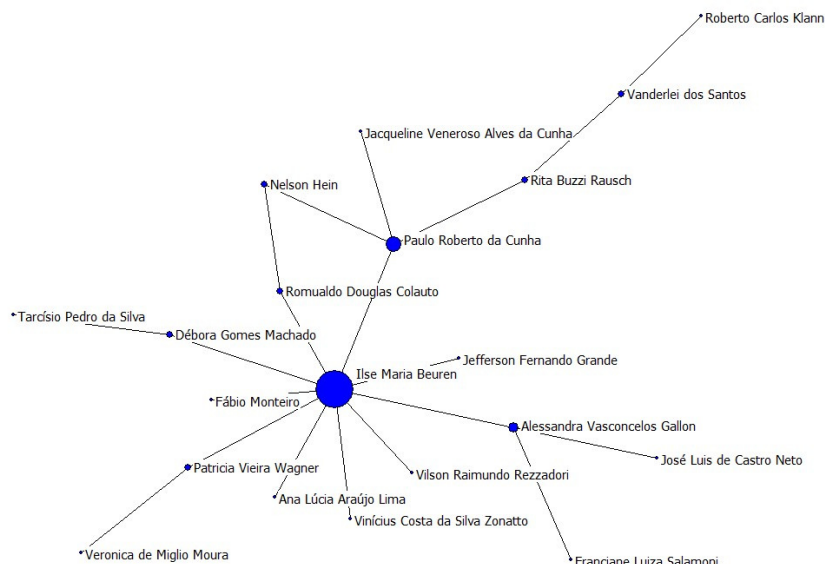 Roberto Carlos Klann
Vanderlei dos Santos
Jacqueline Veneroso Alves da Cunha
Rita Buzzi Rausch
Nelson Hein
Paulo Roberto da Cunha
Romualdo Douglas Colauto
Tarcísio Pedro da Silva
Débora Gomes Machado
Jefferson Fernando Grande
Ilse Maria Beuren
Fábio Monteiro
Alessandra Vasconcelos Gallon
José Luis de Castro Neto
Patricia Vieira Wagner
Vilson Raimundo Rezzadori
Ana Lúcia Araújo Lima
Vinícius Costa da Silva Zonatto
Veronica de Miglio Moura
Franciane Luiza Salamoni